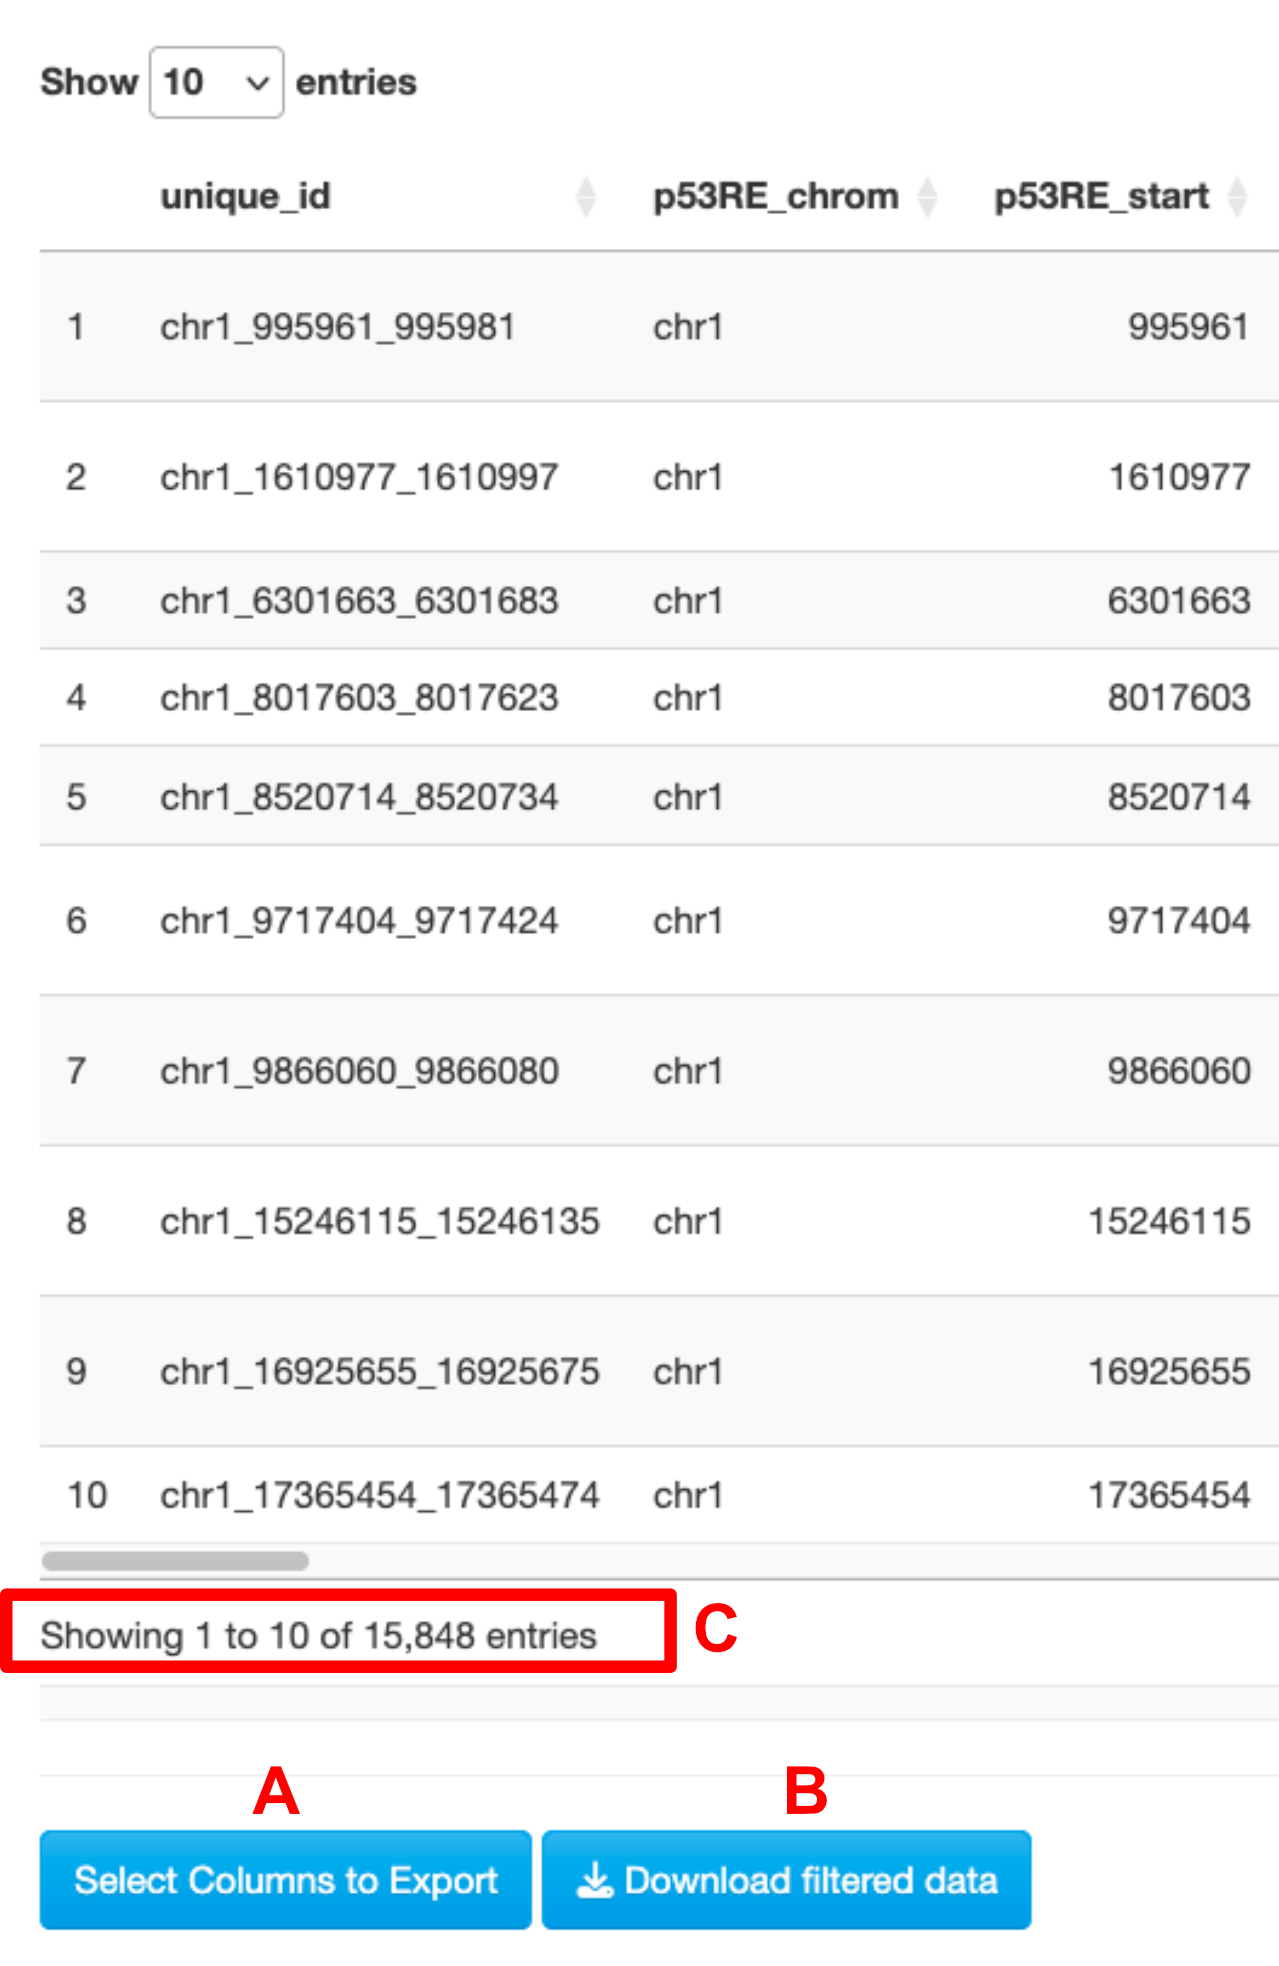 Show 10 entries
unique_id p53RE_chrom p53RE_start
1 chr1_995961_995981 chr1 995961
2 chr1_1610977_1610997 chr1 1610977
3 chr1_6301663_6301683 chr1 6301663
4 chr1_8017603_8017623 chr1 8017603
5 chr1_8520714_8520734 chr1 8520714
6 chr1_9717404_9717424 chr1 9717404
7 chr1_9866060_9866080 chr1 9866060
8 chr1_15246115_15246135 chr1 15246115
9 chr1_16925655_16925675 chr1 16925655
10 chr1_17365454_17365474 chr1 17365454
Showing 1 to 10 of 15,848 entries C
A B
Select Columns to Export Download filtered data